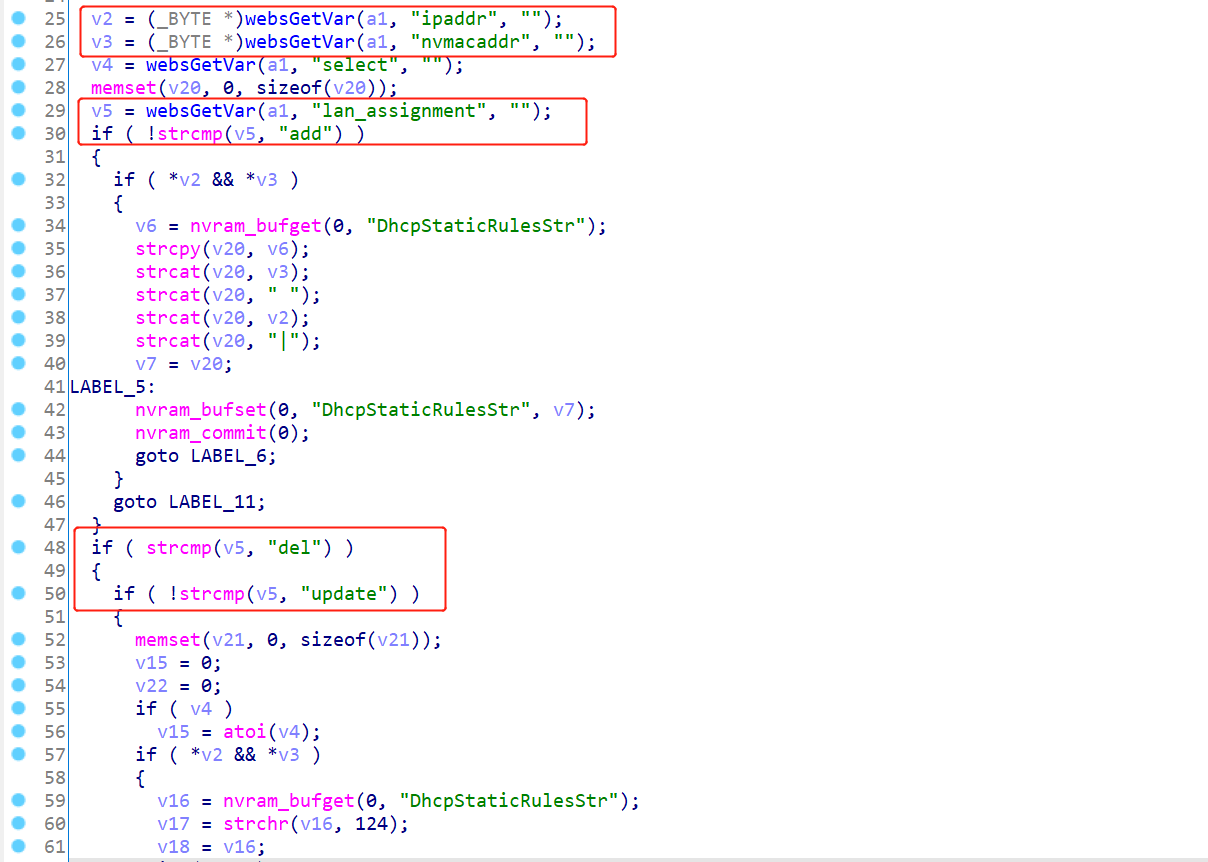 25 v2 = (_BYTE *)websGetVar(a1, "ipaddr", "");
26 v3 = (_BYTE *)websGetVar(a1, "nvmacaddr", "");
27 v4 = websGetVar(a1, "select", "");
28 memset(v20, 0, sizeof(v20));
29 v5 = websGetVar(a1, "lan_assignment", "");
30 if ( !strcmp(v5, "add") )
31 {
32 if ( *v2 && *v3 )
33 {
34 v6 = nvram_bufget(0, "DhcpStaticRulesStr");
35 strcpy(v20, v6);
36 strcat(v20, v3);
37 strcat(v20, " ");
38 strcat(v20, v2);
39 strcat(v20, "|");
40 v7 = v20;
41 LABEL_5:
42 nvram_bufset(0, "DhcpStaticRulesStr", v7);
43 nvram_commit(0);
44 goto LABEL_6;
45 }
46 goto LABEL_11;
47 }
48 if ( strcmp(v5, "del") )
49 {
50 if ( !strcmp(v5, "update") )
51 {
52 memset(v21, 0, sizeof(v21));
53 v15 = 0;
54 v22 = 0;
55 if ( v4 )
56 v15 = atoi(v4);
57 if ( *v2 && *v3 )
58 {
59 v16 = nvram_bufget(0, "DhcpStaticRulesStr");
60 v17 = strchr(v16, 124);
61 v18 = v16;